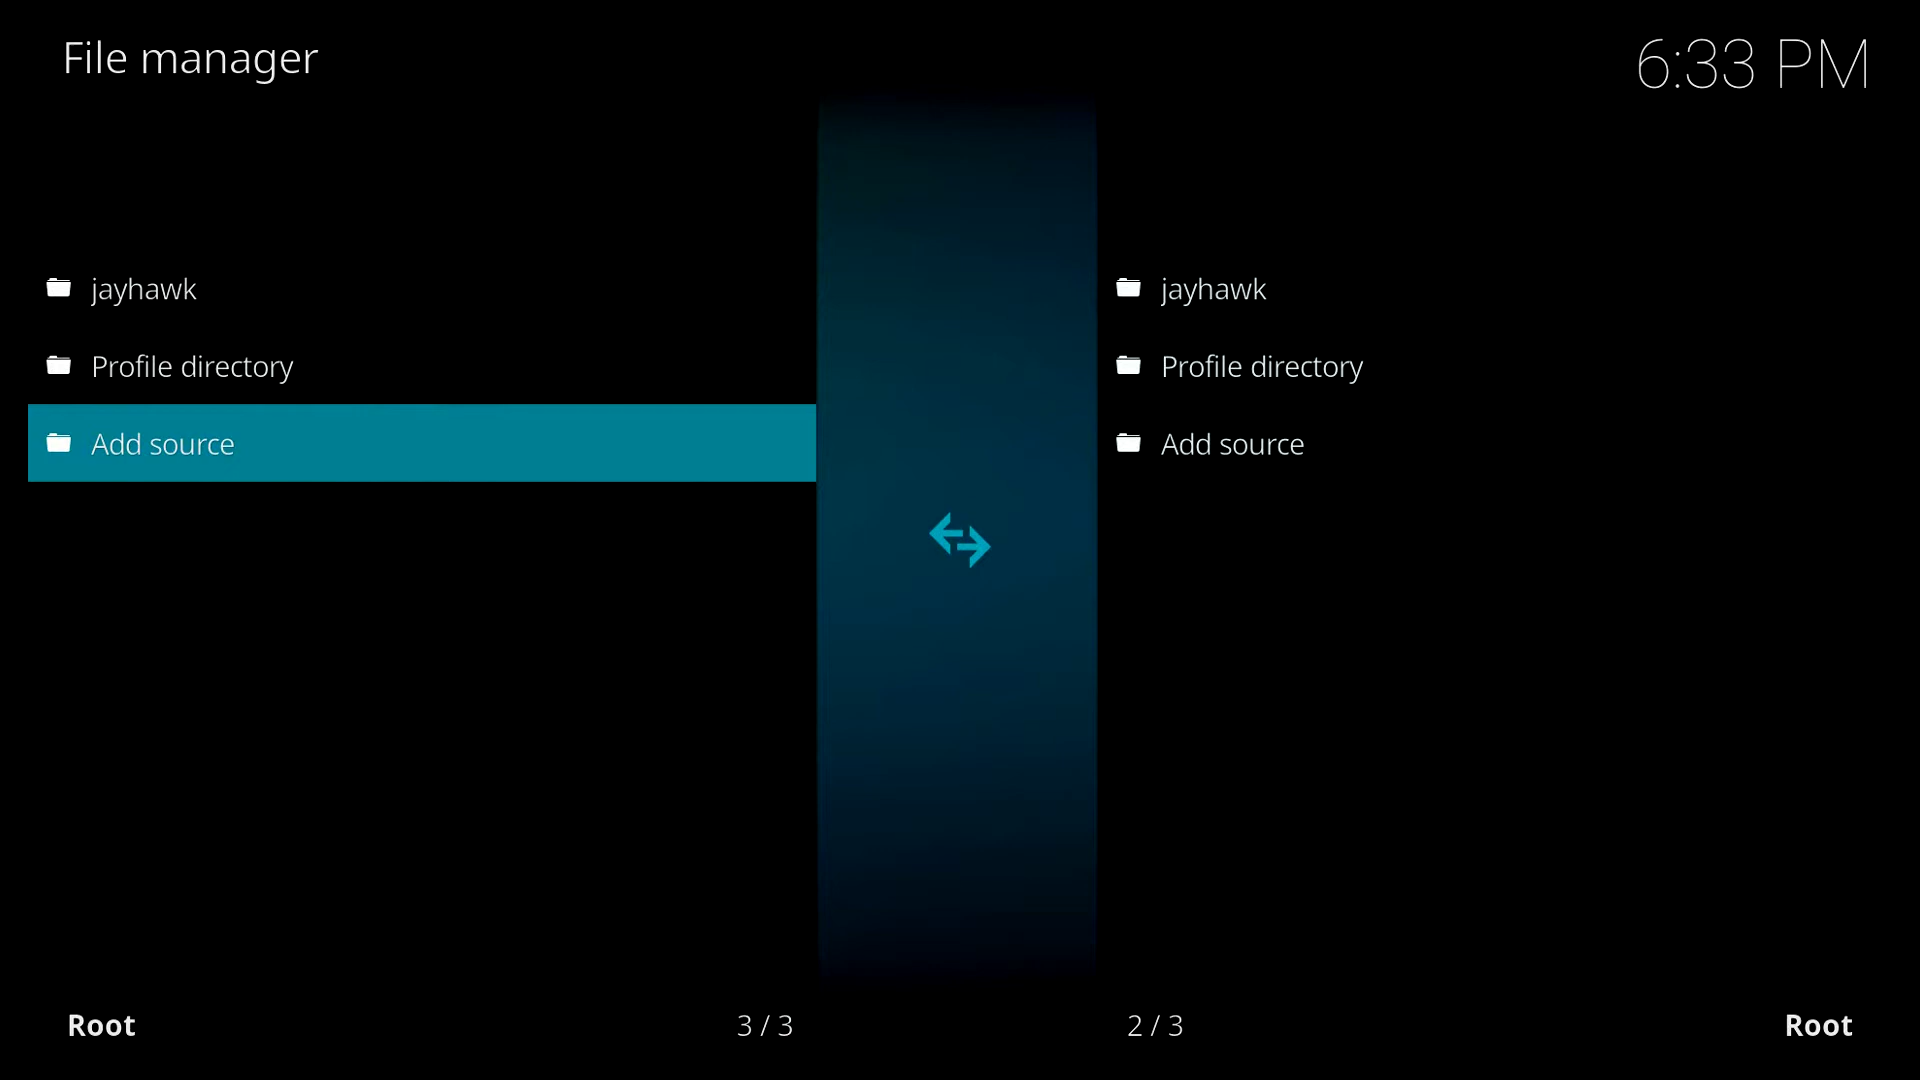 File manager
6:33 PM
jayhawk
Profile directory
Add source
jayhawk
Profile directory
Add source
Root
3 / 3
2 / 3
Root